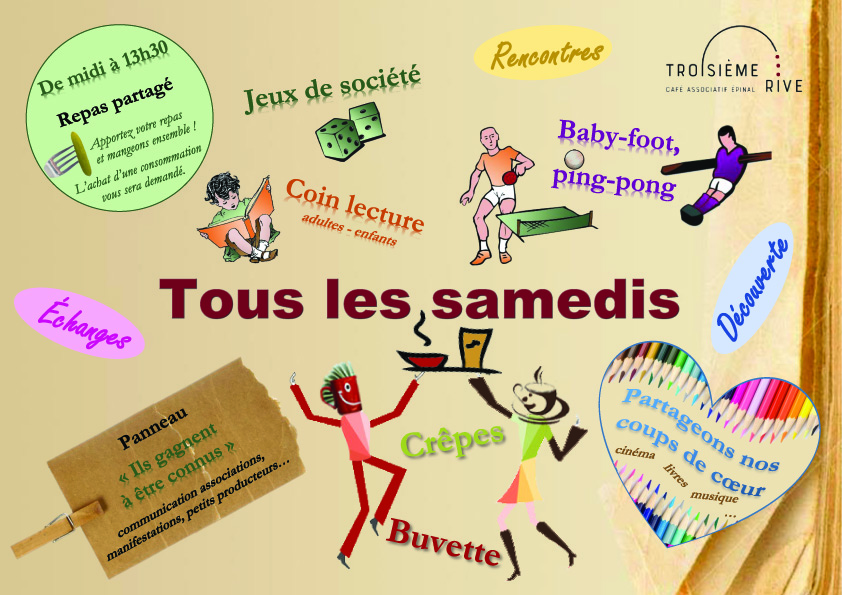 De midi à 13h30
Repas partagé
Apportez votre repas
et mangeons ensemble !
L'achat d'une consommation
vous sera demandé.
Jeux de société
Rencontres
TROISIÈME
CAFE ASSOCIATIF EPINAL
RIVE
Coin lecture
adultes - enfants
Baby-foot,
ping-pong
Tous les samedis
Échanges
Découverte
Panneau
« Ils gagnent
à être connus »
communication associations,
manifestations, petits producteurs...
Crêpes
Buvette
Partageons nos
coups de cœur
cinéma
livres
musique
...